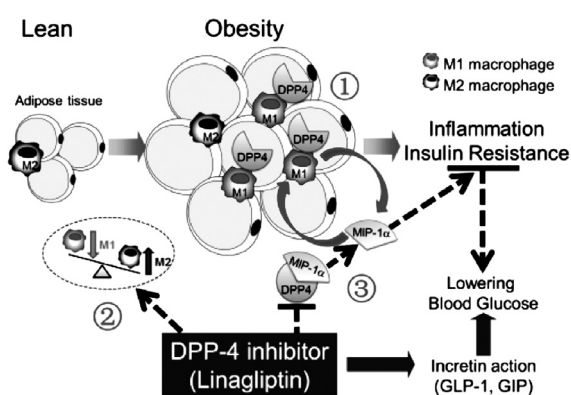 Lean
Obesity
Adipose tissue
M2
M2
DPP4
M1
DPP4
M1
DPP4
M1
①
M1 macrophage
M2 macrophage
Inflammation
Insulin Resistance
MIP-1α
MIP-1α
DPP4
③
M1
M2
②
Lowering
Blood Glucose
DPP-4 inhibitor
(Linagliptin)
Incretin action
(GLP-1, GIP)